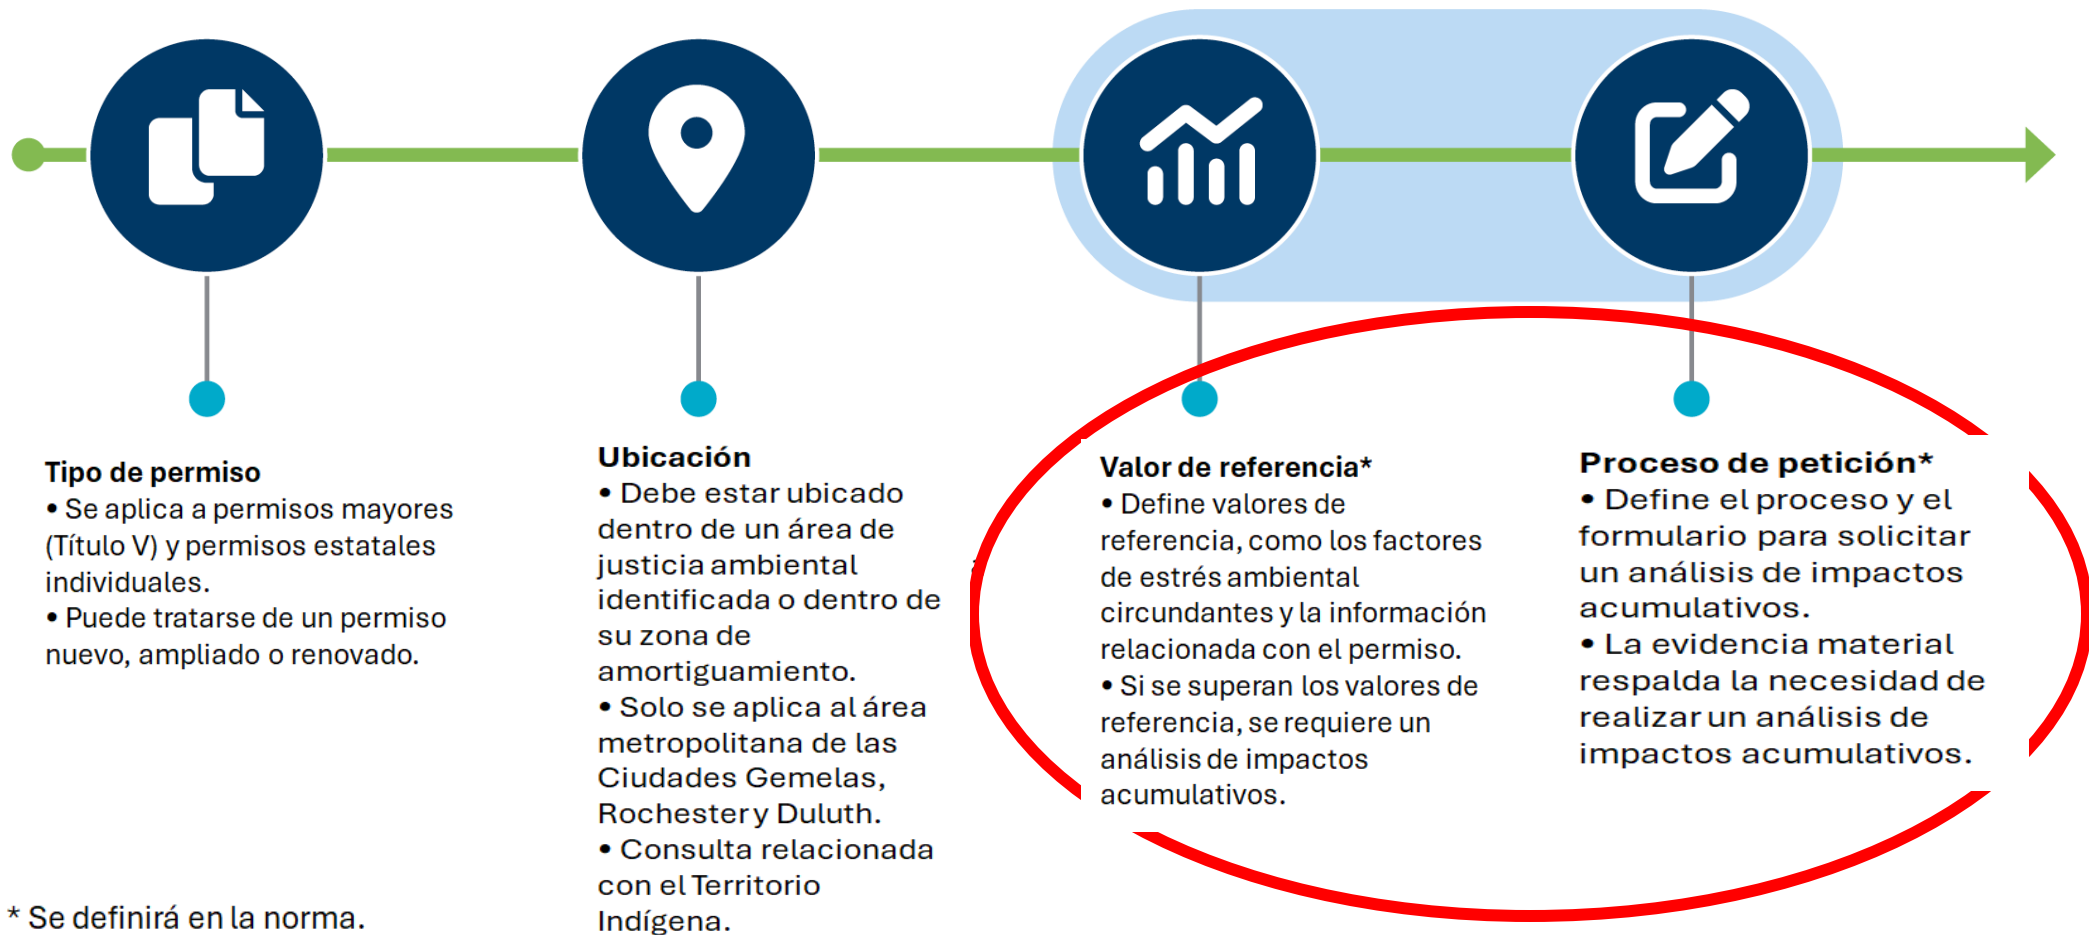 Tipo de permiso
• Se aplica a permisos mayores
(Título V) y permisos estatales
individuales.
• Puede tratarse de un permiso
nuevo, ampliado o renovado.
Ubicación
• Debe estar ubicado
dentro de un área de
justicia ambiental
identificada o dentro de
su zona de
amortiguamiento.
• Solo se aplica al área
metropolitana de las
Ciudades Gemelas,
Rochester y Duluth.
• Consulta relacionada
con el Territorio
Indígena.
Valor de referencia*
• Define valores de
referencia, como los factores
de estrés ambiental
circundantes y la información
relacionada con el permiso.
• Si se superan los valores de
referencia, se requiere un
análisis de impactos
acumulativos.
Proceso de petición*
• Define el proceso y el
formulario para solicitar
un análisis de impactos
acumulativos.
• La evidencia material
respalda la necesidad de
realizar un análisis de
impactos acumulativos.
* Se definirá en la norma.